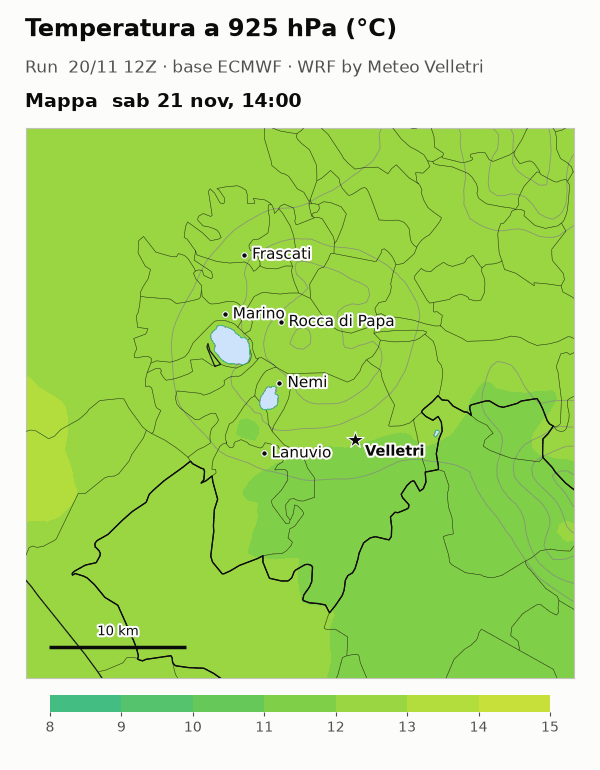 Temperatura a 925 hPa (°C)
Run  20/11 12Z · base ECMWF · WRF by Meteo Velletri
Mappa  sab 21 nov, 14:00
Frascati
Marino
Rocca di Papa
Nemi
Velletri
Lanuvio
10 km
8 9 10 11 12 13 14 15